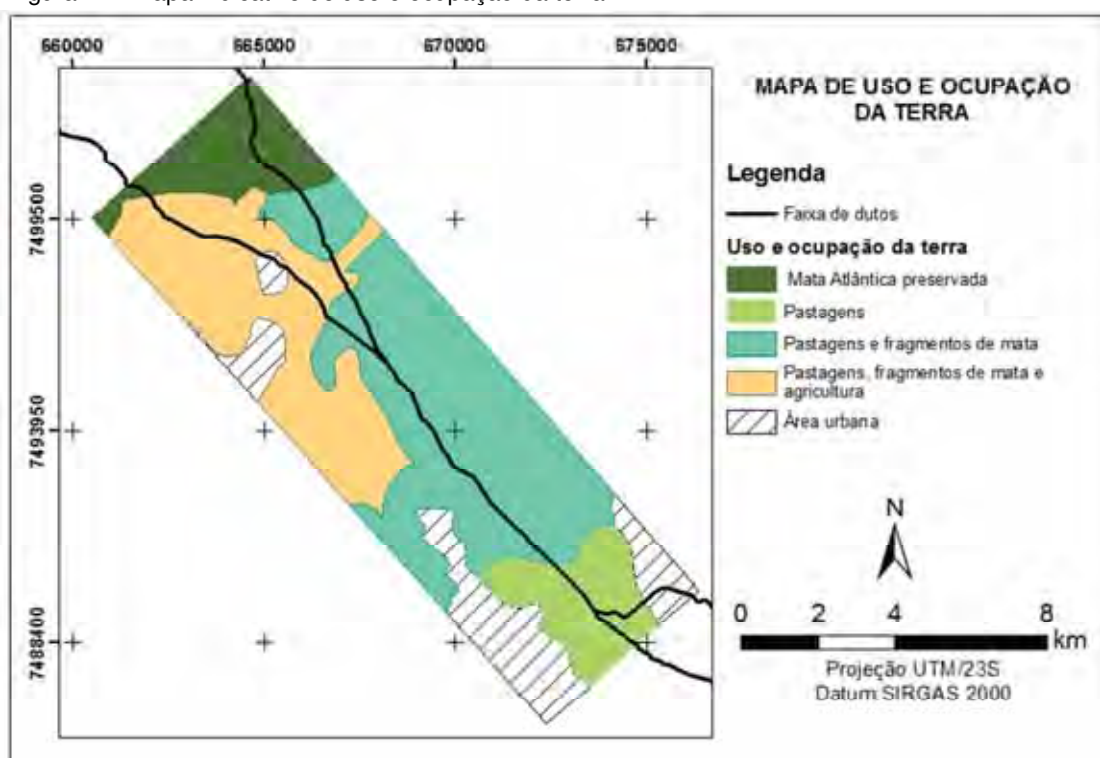 660000 665000 670000 675000
7499500
7493950
7488400
MAPA DE USO E OCUPAÇÃO
DA TERRA
Legenda
Faixa de dutos
Uso e ocupação da terra
Mata Atlântica preservada
Pastagens
Pastagens e fragmentos de mata
Pastagens, fragmentos de mata e
agricultura
Área urbana
N
0 2 4 8
km
Projeção UTM/23S
Datum SIRGAS 2000